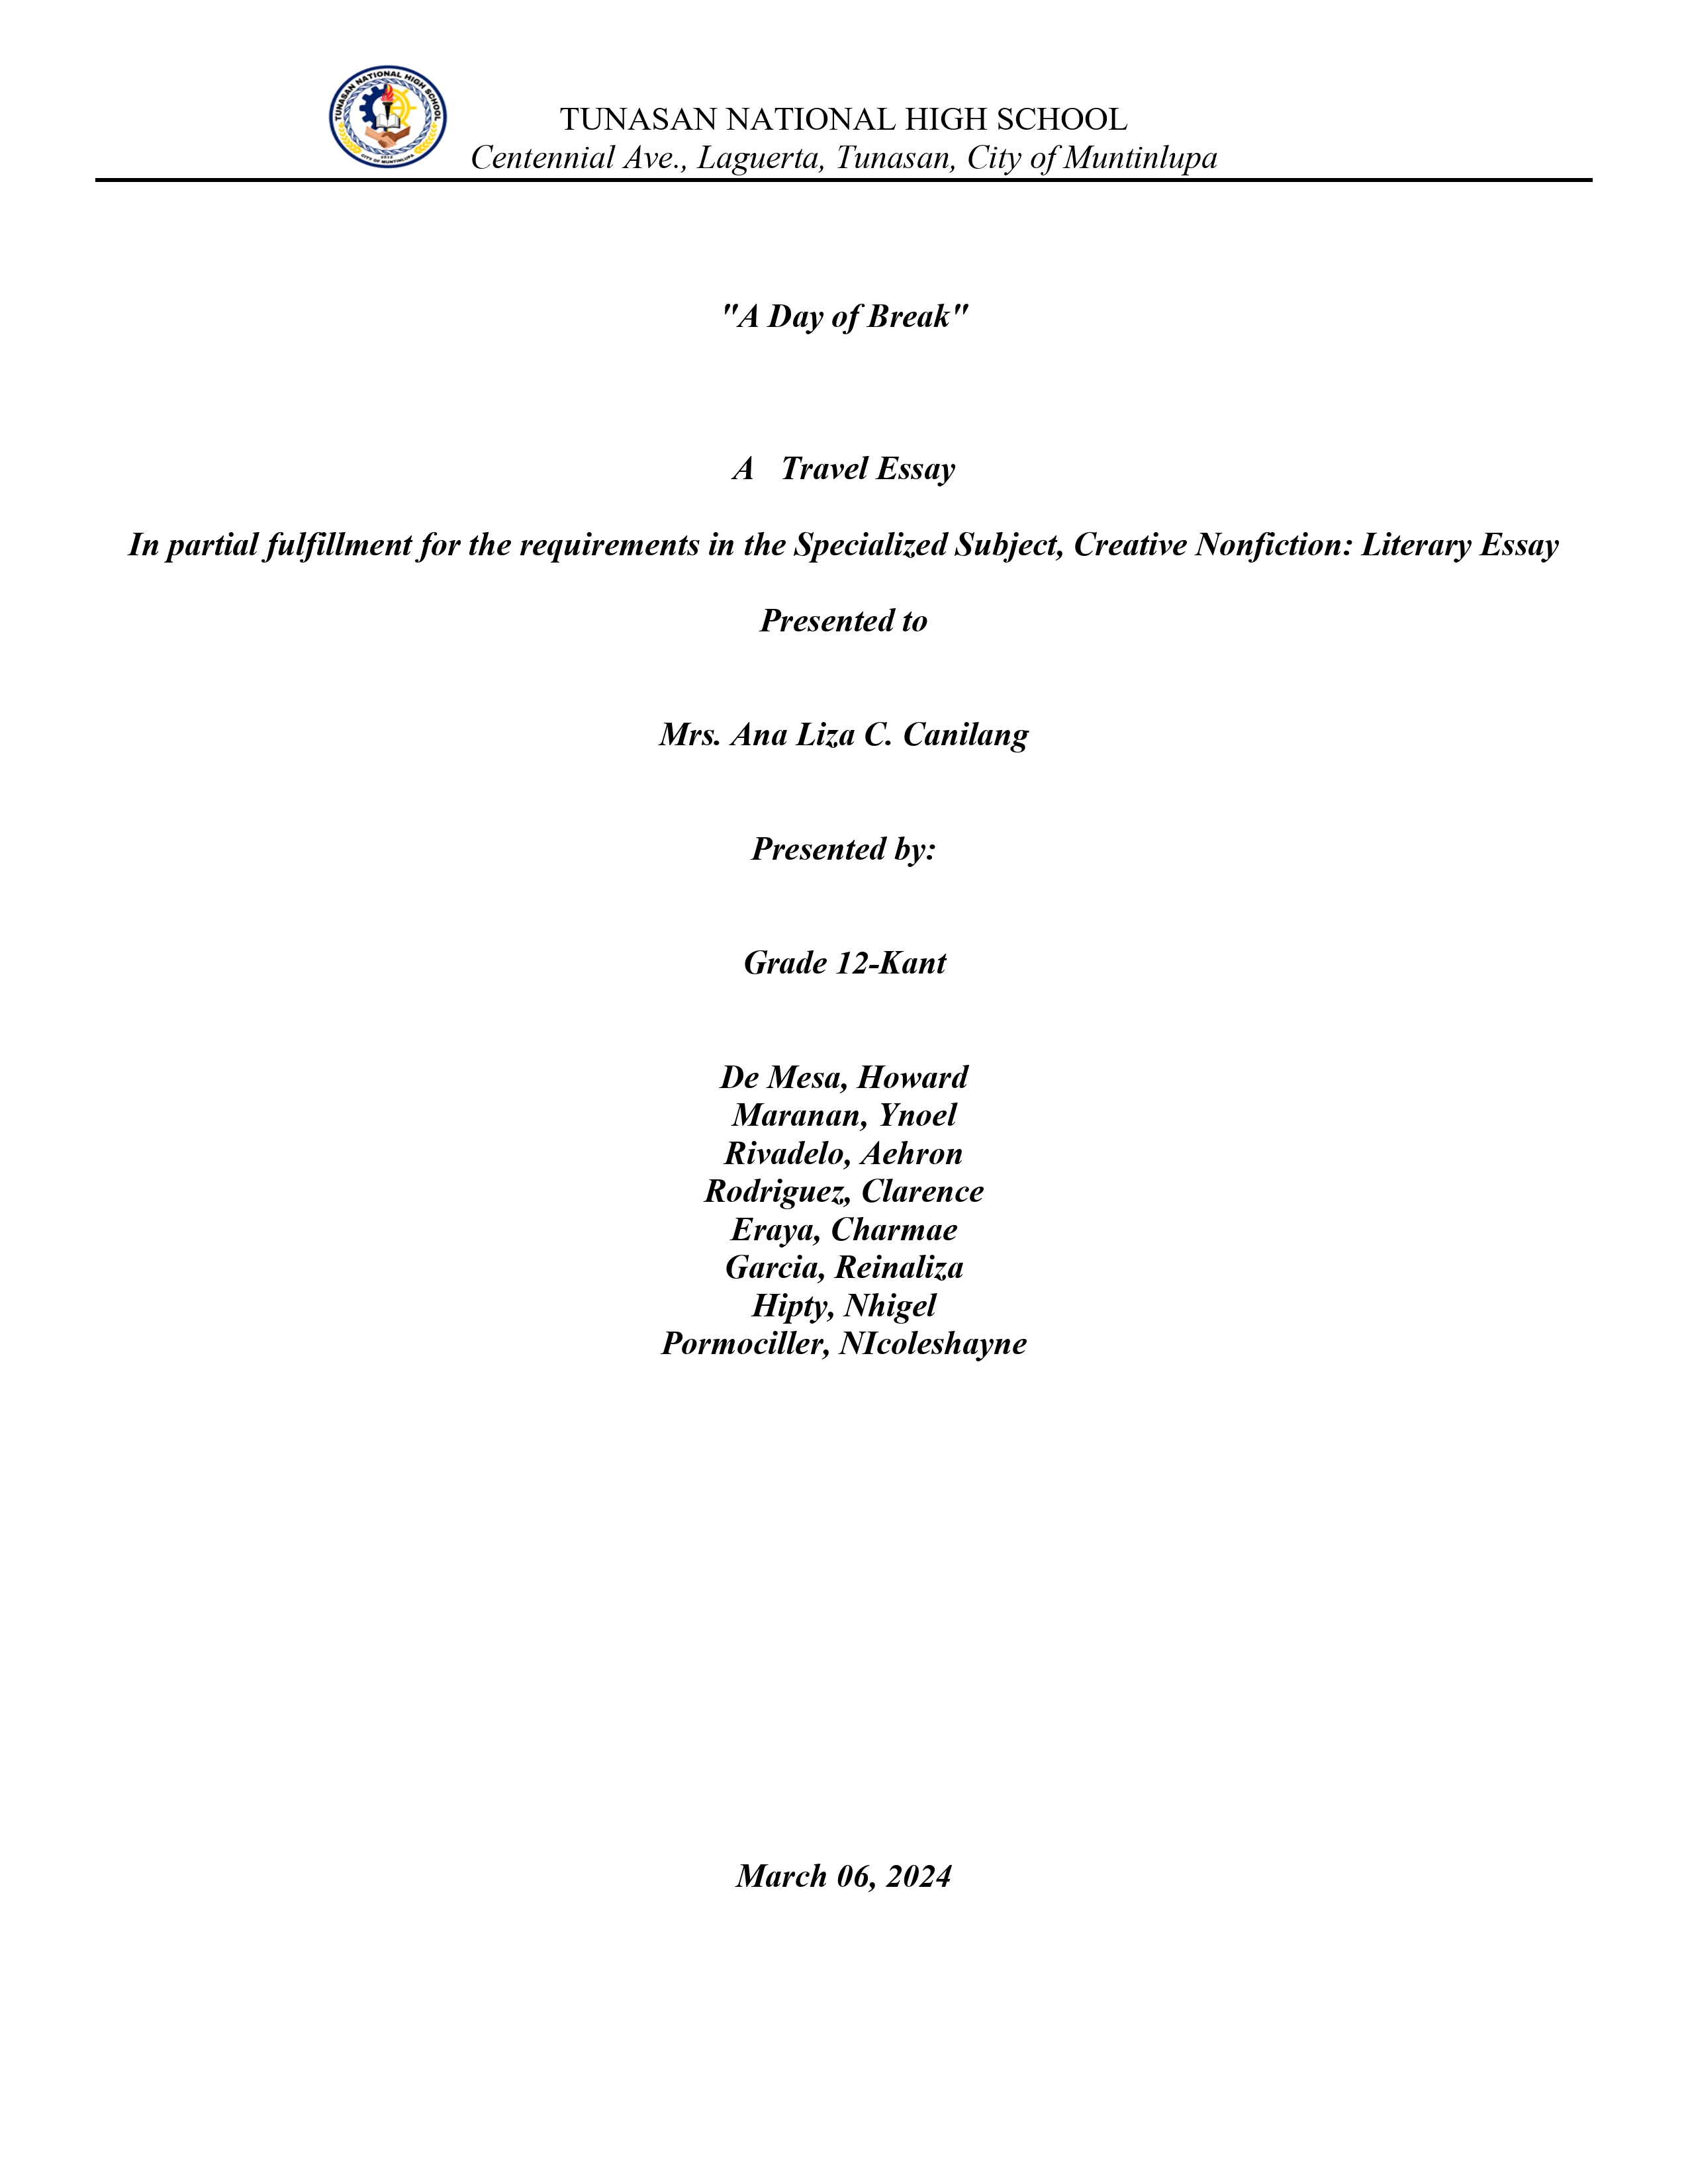 TUNASAN NATIONAL HIGH SCHOOL
CITY OF MUNTINLUPA
TUNASAN NATIONAL HIGH SCHOOL
Centennial Ave., Laguerta, Tunasan, City of Muntinlupa
"A Day of Break"
A   Travel Essay
In partial fulfillment for the requirements in the Specialized Subject, Creative Nonfiction: Literary Essay
Presented to
Mrs. Ana Liza C. Canilang
Presented by:
Grade 12-Kant
De Mesa, Howard
Maranan, Ynoel
Rivadelo, Aehron
Rodriguez, Clarence
Eraya, Charmae
Garcia, Reinaliza
Hipty, Nhigel
Pormociller, NIcoleshayne
March 06, 2024